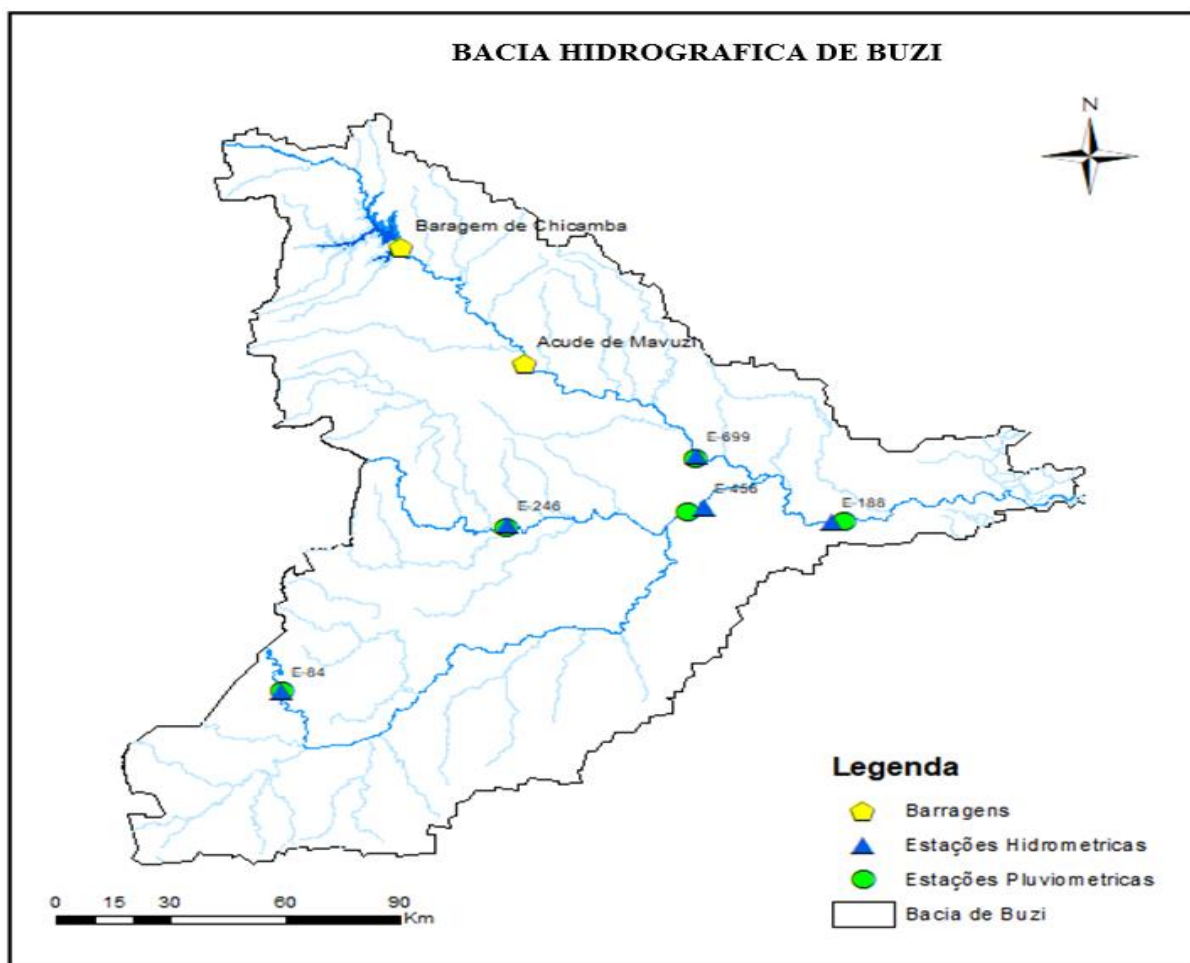 BACIA HIDROGRAFICA DE BUZI
N
Baragem de Chicamba
Acude de Mavuzi
E-699
E-456
E-246
E-188
E-84
Legenda
Barragens
Estações Hidrometricas
Estações Pluviometricas
Bacia de Buzi
0 15 30 60 90
Km